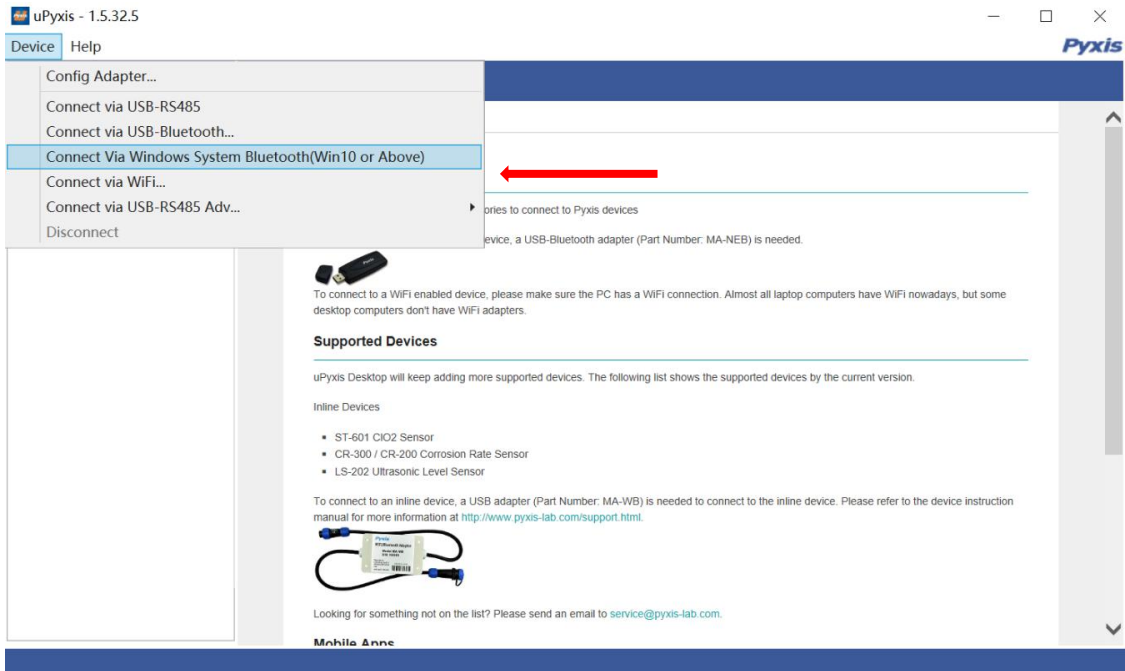 uPyxis - 1.5.32.5
Device Help
Pyxis
Config Adapter...
Connect via USB-RS485
Connect via USB-Bluetooth...
Connect Via Windows System Bluetooth(Win10 or Above)
Connect via WiFi...
Connect via USB-RS485 Adv...
Disconnect
ories to connect to Pyxis devices
evice, a USB-Bluetooth adapter (Part Number: MA-NEB) is needed.
To connect to a WiFi enabled device, please make sure the PC has a WiFi connection. Almost all laptop computers have WiFi nowadays, but some
desktop computers don't have WiFi adapters.
Supported Devices
uPyxis Desktop will keep adding more supported devices. The following list shows the supported devices by the current version.
Inline Devices
ST-601 ClO2 Sensor
CR-300 / CR-200 Corrosion Rate Sensor
LS-202 Ultrasonic Level Sensor
To connect to an inline device, a USB adapter (Part Number: MA-WB) is needed to connect to the inline device. Please refer to the device instruction
manual for more information at http://www.pyxis-lab.com/support.html.
Pyxis
Looking for something not on the list? Please send an email to service@pyxis-lab.com.
Mobile Apps